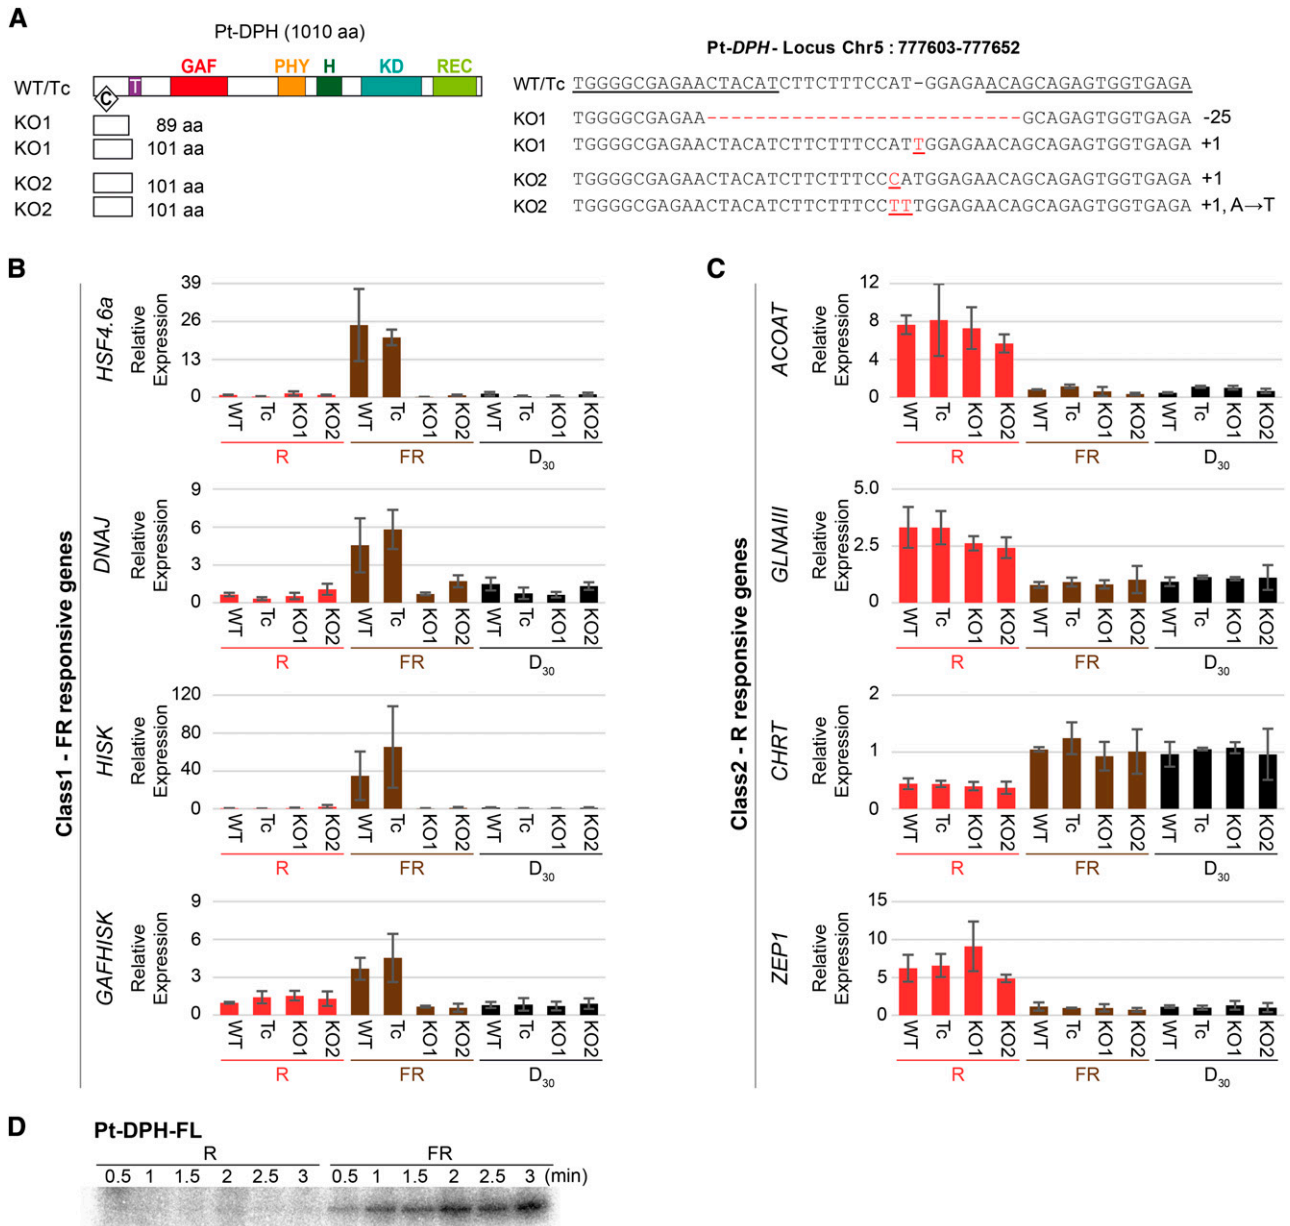 A
Pt-DPH (1010 aa)
GAF PHY H KD REC
WT/Tc
T
C
KO1 89 aa
KO1 101 aa
KO2 101 aa
KO2 101 aa
Pt-DPH - Locus Chr5 : 777603-777652
WT/Tc TGGGGCGAGAACTACATCTTCTTTCCAT-GGAGAACAGCAGAGTGGTGAGA
KO1 TGGGGCGAGAA-------------------------GCAGAGTGGTGAGA -25
KO1 TGGGGCGAGAACTACATCTTCTTTCCATTGGAGAACAGCAGAGTGGTGAGA +1
KO2 TGGGGCGAGAACTACATCTTCTTTCCCATGGAGAACAGCAGAGTGGTGAGA +1
KO2 TGGGGCGAGAACTACATCTTCTTTCCTTTGGAGAACAGCAGAGTGGTGAGA +1, A→T
B
Class1 - FR responsive genes
HSF4.6a
Relative Expression
39
26
13
0
WT Tc KO1 KO2 WT Tc KO1 KO2 WT Tc KO1 KO2
R FR D30
DNAJ
Relative Expression
9
6
3
0
WT Tc KO1 KO2 WT Tc KO1 KO2 WT Tc KO1 KO2
R FR D30
HISK
Relative Expression
120
80
40
0
WT Tc KO1 KO2 WT Tc KO1 KO2 WT Tc KO1 KO2
R FR D30
GAFHISK
Relative Expression
9
6
3
0
WT Tc KO1 KO2 WT Tc KO1 KO2 WT Tc KO1 KO2
R FR D30
C
Class2 - R responsive genes
ACOAT
Relative Expression
12
8
4
0
WT Tc KO1 KO2 WT Tc KO1 KO2 WT Tc KO1 KO2
R FR D30
GLNAIII
Relative Expression
5.0
2.5
0
WT Tc KO1 KO2 WT Tc KO1 KO2 WT Tc KO1 KO2
R FR D30
CHRT
Relative Expression
2
1
0
WT Tc KO1 KO2 WT Tc KO1 KO2 WT Tc KO1 KO2
R FR D30
ZEP1
Relative Expression
15
10
5
0
WT Tc KO1 KO2 WT Tc KO1 KO2 WT Tc KO1 KO2
R FR D30
D
Pt-DPH-FL
R FR
0.5 1 1.5 2 2.5 3 0.5 1 1.5 2 2.5 3 (min)